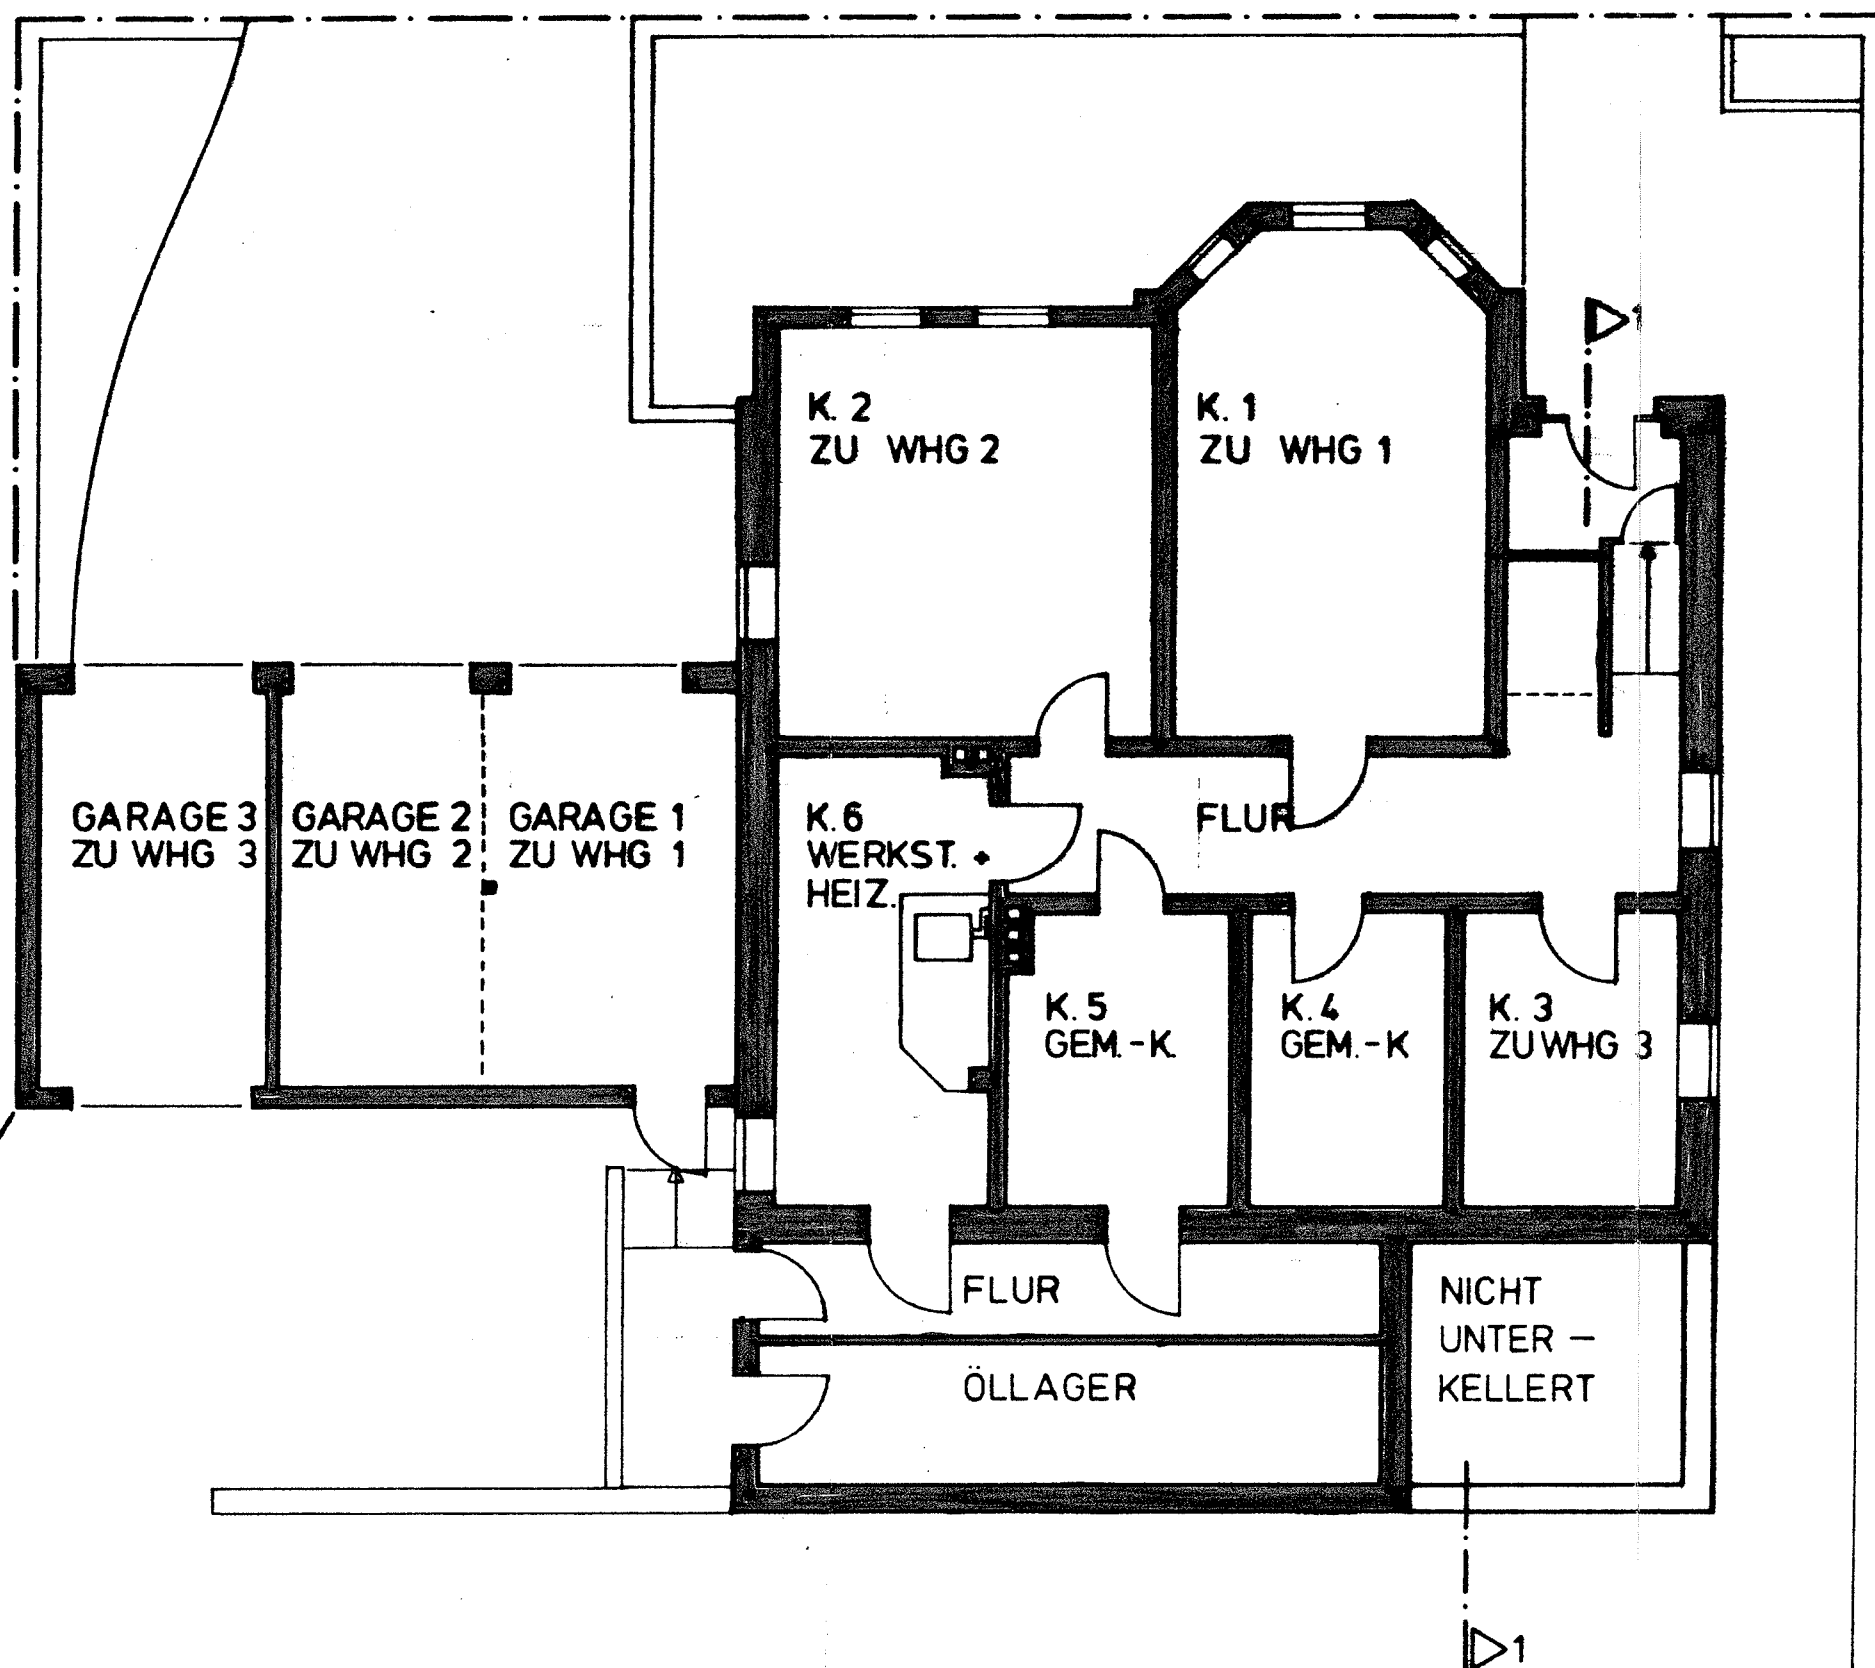 1
K. 2
ZU WHG 2
K. 1
ZU WHG 1
GARAGE 3
ZU WHG 3
GARAGE 2
ZU WHG 2
GARAGE 1
ZU WHG 1
K.6
WERKST. +
HEIZ.
FLUR
K. 5
GEM.-K.
K. 4
GEM.-K
K. 3
ZU WHG 3
FLUR
ÖLLAGER
NICHT
UNTER –
KELLERT
1